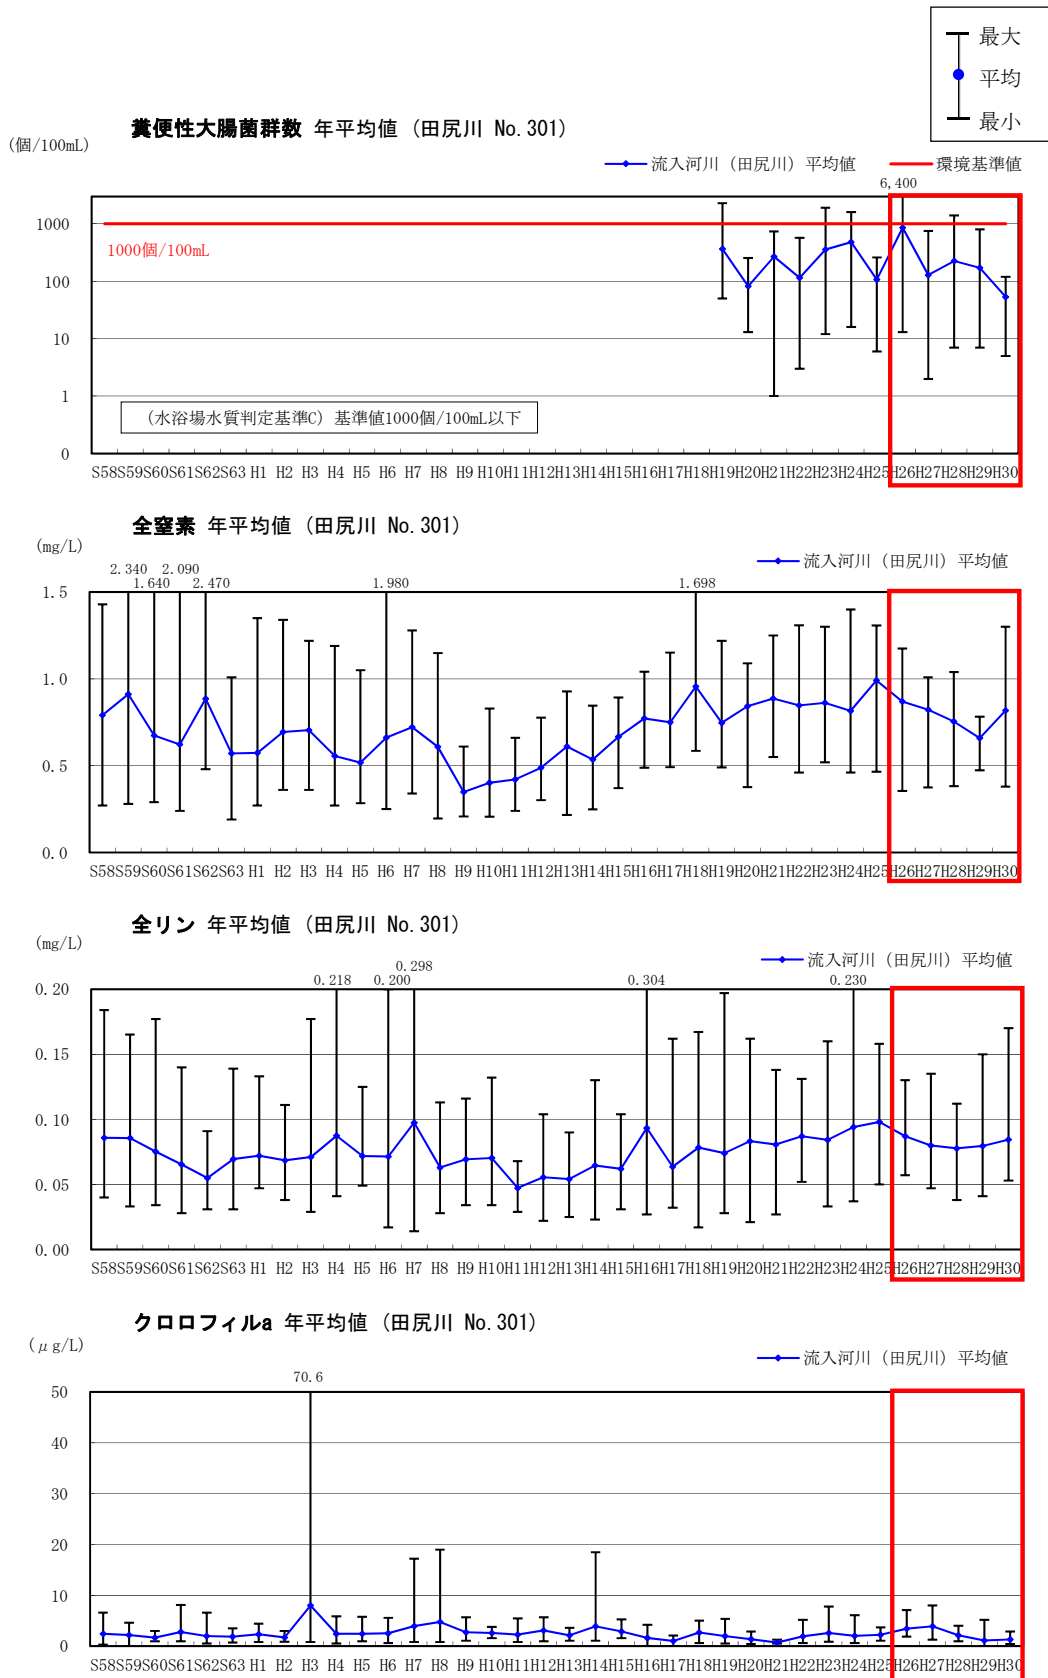 最大
平均
最小
糞便性大腸菌群数 年平均値（田尻川 No.301）
(個/100mL)
流入河川（田尻川）平均値
環境基準値
6,400
1000
1000個/100mL
100
10
1
（水浴場水質判定基準C）基準値1000個/100mL以下
0
S58S59S60S61S62S63 H1 H2 H3 H4 H5 H6 H7 H8 H9 H10H11H12H13H14H15H16H17H18H19H20H21H22H23H24H25H26H27H28H29H30
全窒素 年平均値（田尻川 No.301）
(mg/L)
流入河川（田尻川）平均値
2.340 2.090 1.980 1.698
1.640 2.470
1.5
1.0
0.5
0.0
S58S59S60S61S62S63 H1 H2 H3 H4 H5 H6 H7 H8 H9 H10H11H12H13H14H15H16H17H18H19H20H21H22H23H24H25H26H27H28H29H30
全リン 年平均値（田尻川 No.301）
(mg/L)
流入河川（田尻川）平均値
0.298
0.218 0.200 0.304 0.230
0.20
0.15
0.10
0.05
0.00
S58S59S60S61S62S63 H1 H2 H3 H4 H5 H6 H7 H8 H9 H10H11H12H13H14H15H16H17H18H19H20H21H22H23H24H25H26H27H28H29H30
クロロフィルa 年平均値（田尻川 No.301）
(μg/L)
流入河川（田尻川）平均値
70.6
50
40
30
20
10
0
S58S59S60S61S62S63 H1 H2 H3 H4 H5 H6 H7 H8 H9 H10H11H12H13H14H15H16H17H18H19H20H21H22H23H24H25H26H27H28H29H30